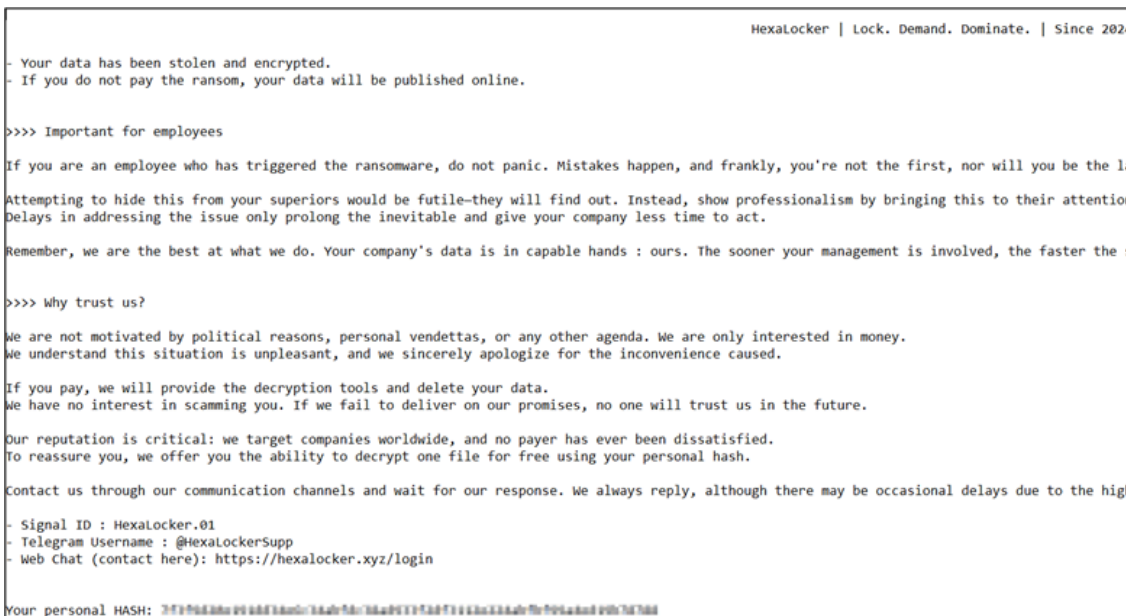 HexaLocker | Lock. Demand. Dominate. | Since 202
- Your data has been stolen and encrypted.
- If you do not pay the ransom, your data will be published online.
>>>> Important for employees
If you are an employee who has triggered the ransomware, do not panic. Mistakes happen, and frankly, you're not the first, nor will you be the
Attempting to hide this from your superiors would be futile—they will find out. Instead, show professionalism by bringing this to their
Delays in addressing the issue only prolong the inevitable and give your company less time to act.
Remember, we are the best at what we do. Your company's data is in capable hands : ours. The sooner your management is involved, the faster the
>>>> Why trust us?
We are not motivated by political reasons, personal vendettas, or any other agenda. We are only interested in money.
We understand this situation is unpleasant, and we sincerely apologize for the inconvenience caused.
If you pay, we will provide the decryption tools and delete your data.
We have no interest in scamming you. If we fail to deliver on our promises, no one will trust us in the future.
Our reputation is critical: we target companies worldwide, and no payer has ever been dissatisfied.
To reassure you, we offer you the ability to decrypt one file for free using your personal hash.
Contact us through our communication channels and wait for our response. We always reply, although there may be occasional delays due to the
- Signal ID : HexaLocker.01
- Telegram Username : @HexaLockerSupp
- Web Chat (contact here): https://hexalocker.xyz/login
Your personal HASH: